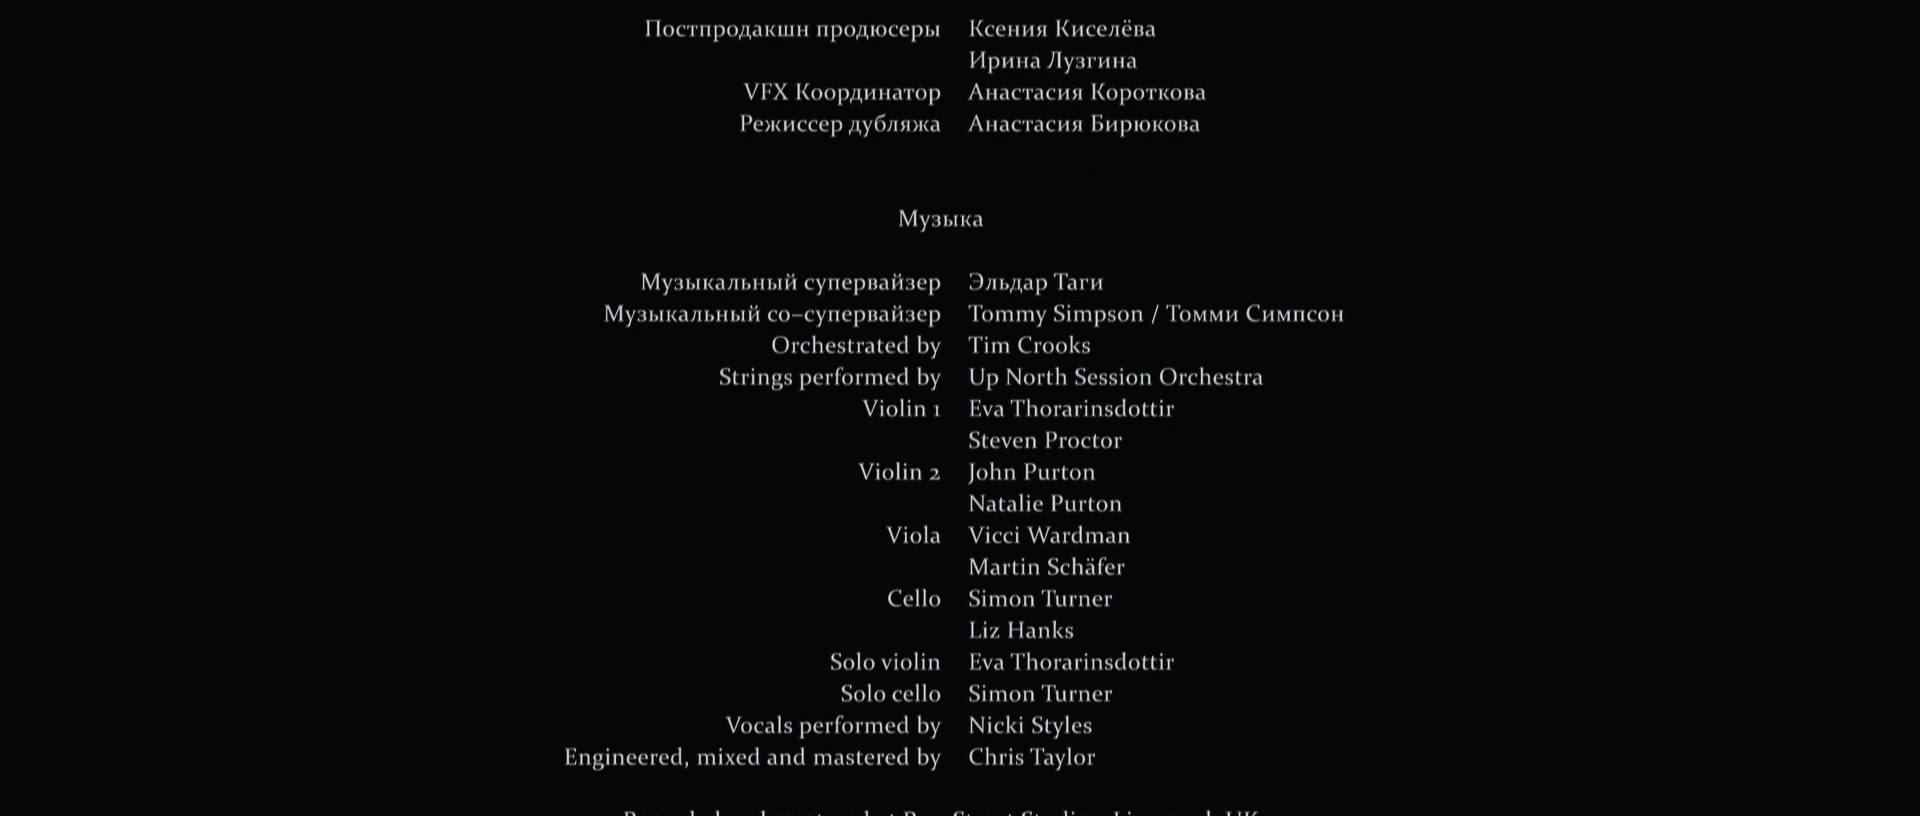 Постпродакшн продюсеры Ксения Киселёва
Ирина Лузгина
VFX Координатор Анастасия Короткова
Режиссер дубляжа Анастасия Бирюкова
Музыка
Музыкальный супервайзер Эльдар Таги
Музыкальный со-супервайзер Tommy Simpson / Томми Симпсон
Orchestrated by Tim Crooks
Strings performed by Up North Session Orchestra
Violin 1 Eva Thorarinsdottir
Steven Proctor
Violin 2 John Purton
Natalie Purton
Viola Vicci Wardman
Martin Schäfer
Cello Simon Turner
Liz Hanks
Solo violin Eva Thorarinsdottir
Solo cello Simon Turner
Vocals performed by Nicki Styles
Engineered, mixed and mastered by Chris Taylor